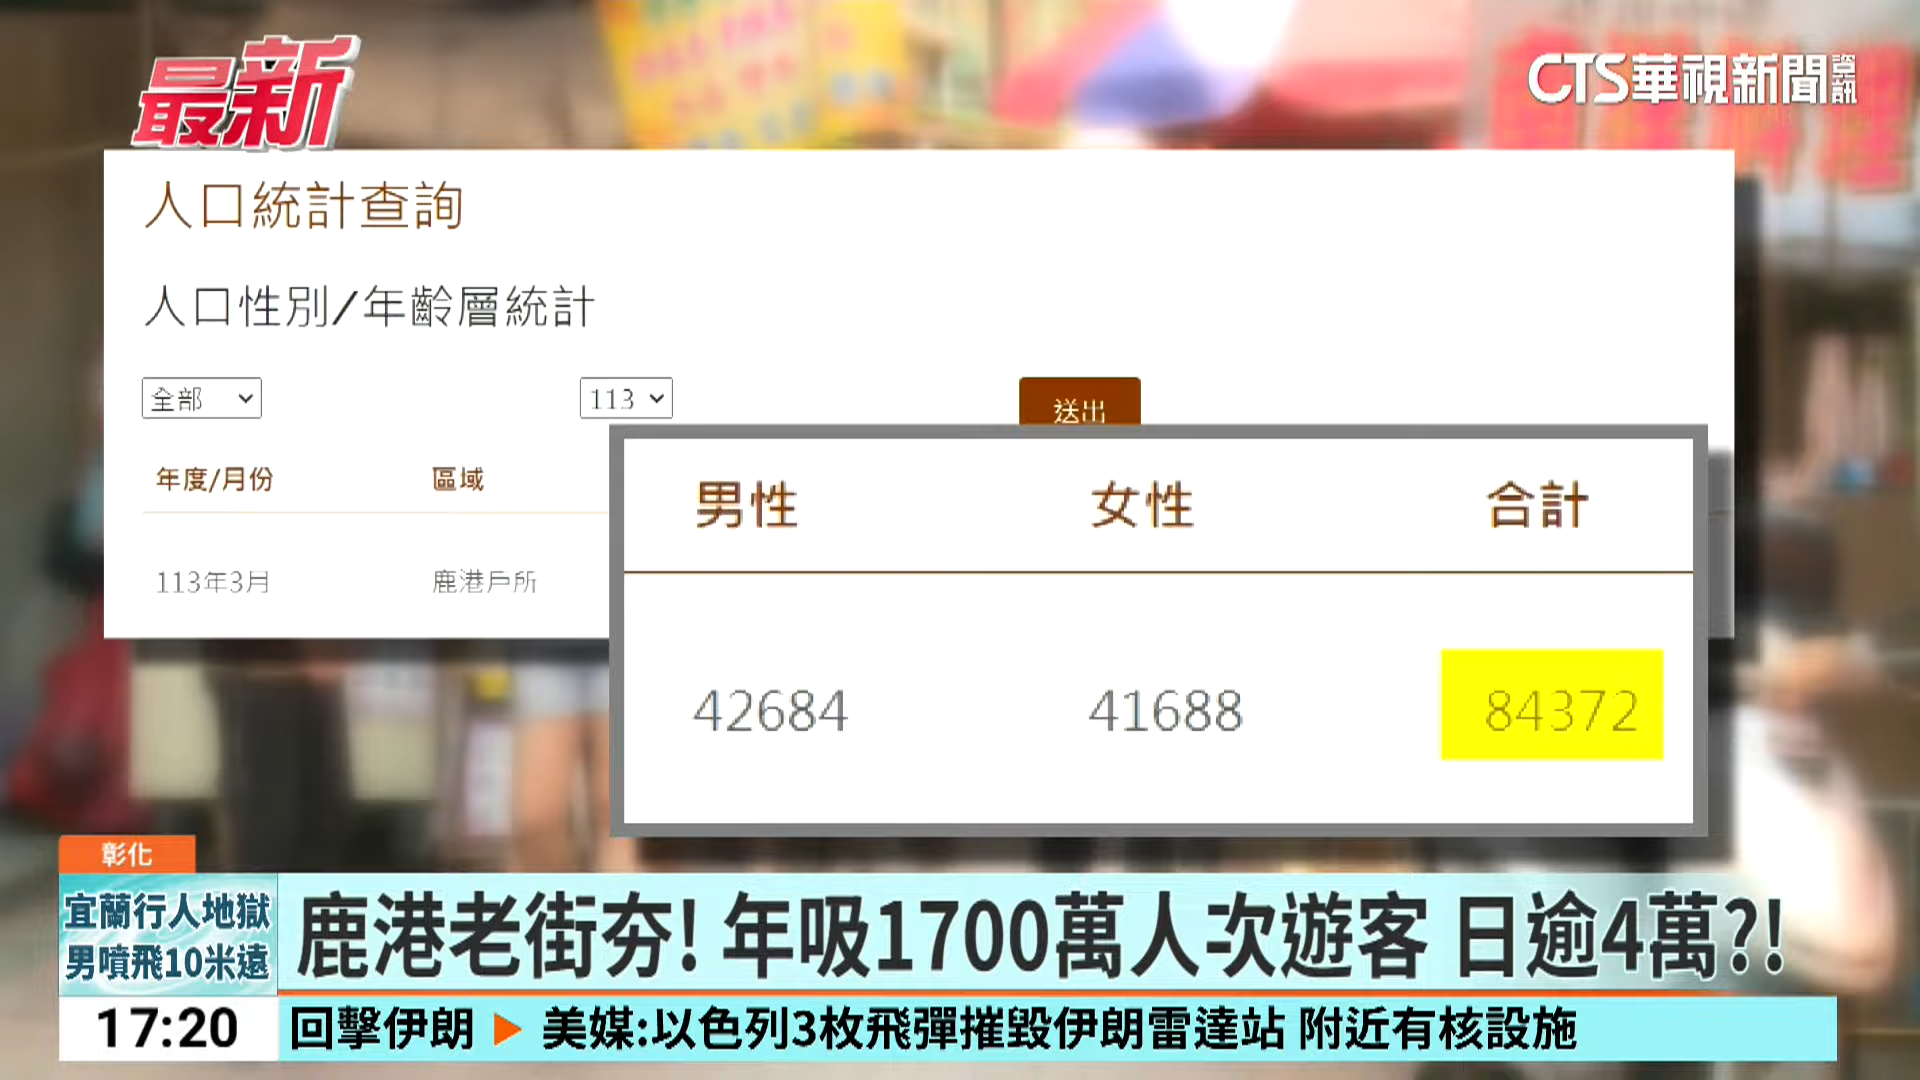 最新
CTS華視新聞資訊
人口統計查詢
人口性別/年齡層統計
全部
113
送出
年度/月份
區域
113年3月
鹿港戶所
男性
女性
合計
42684
41688
84372
彰化
宜蘭行人地獄
男噴飛10米遠
鹿港老街夯! 年吸1700萬人次遊客 日逾4萬?!
17:20
回擊伊朗
美媒:以色列3枚飛彈摧毀伊朗雷達站 附近有核設施